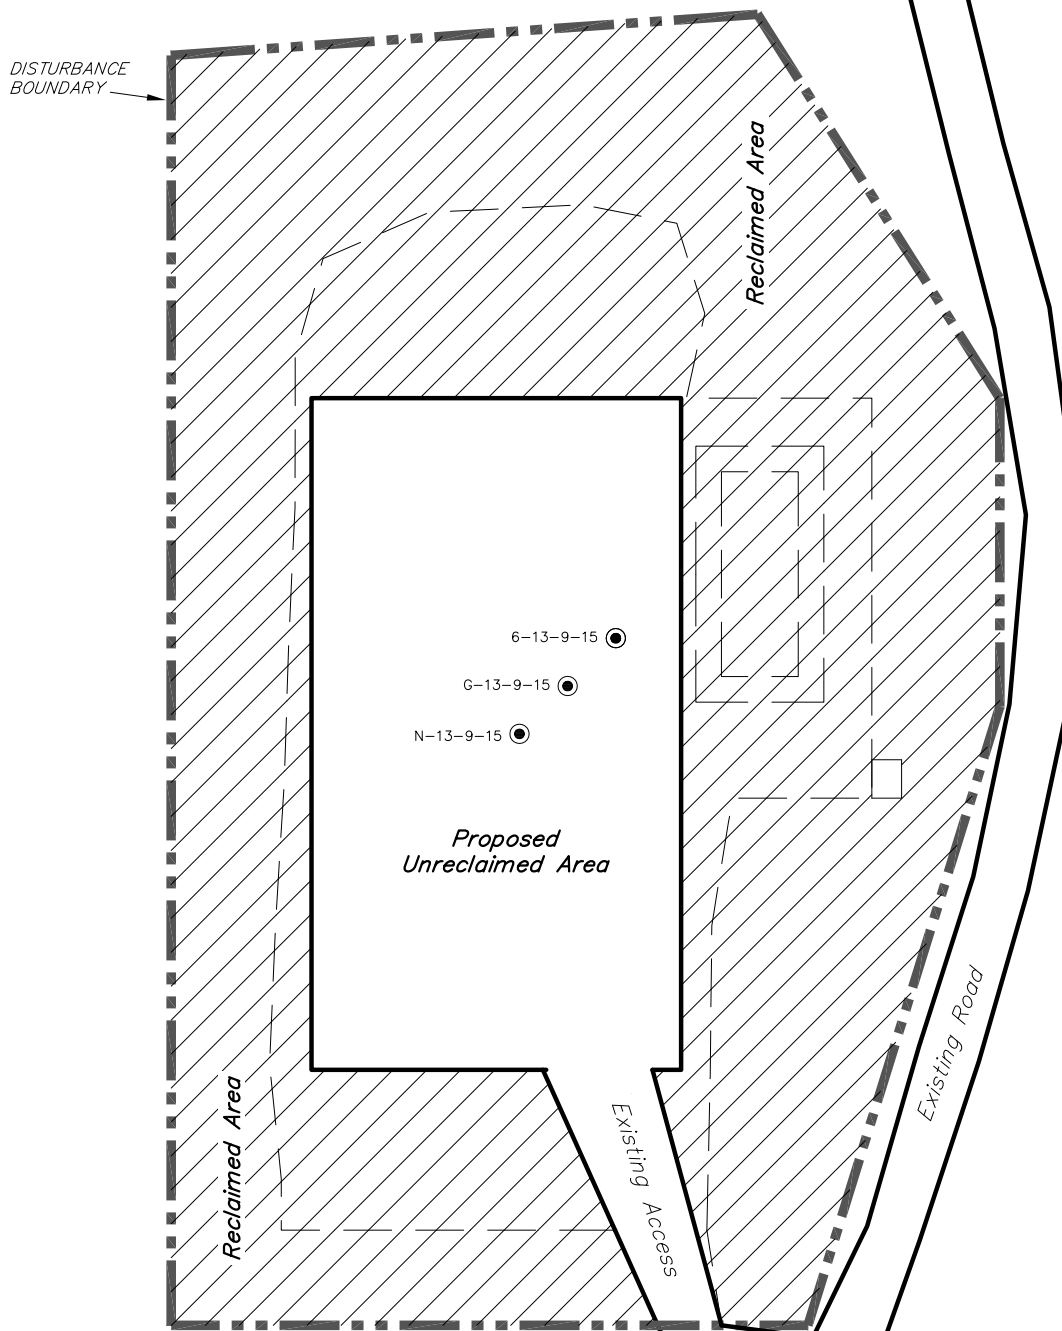 DISTURBANCE
BOUNDARY
Reclaimed Area
6-13-9-15
G-13-9-15
N-13-9-15
Proposed
Unreclaimed Area
Existing Road
Reclaimed Area
Existing Access